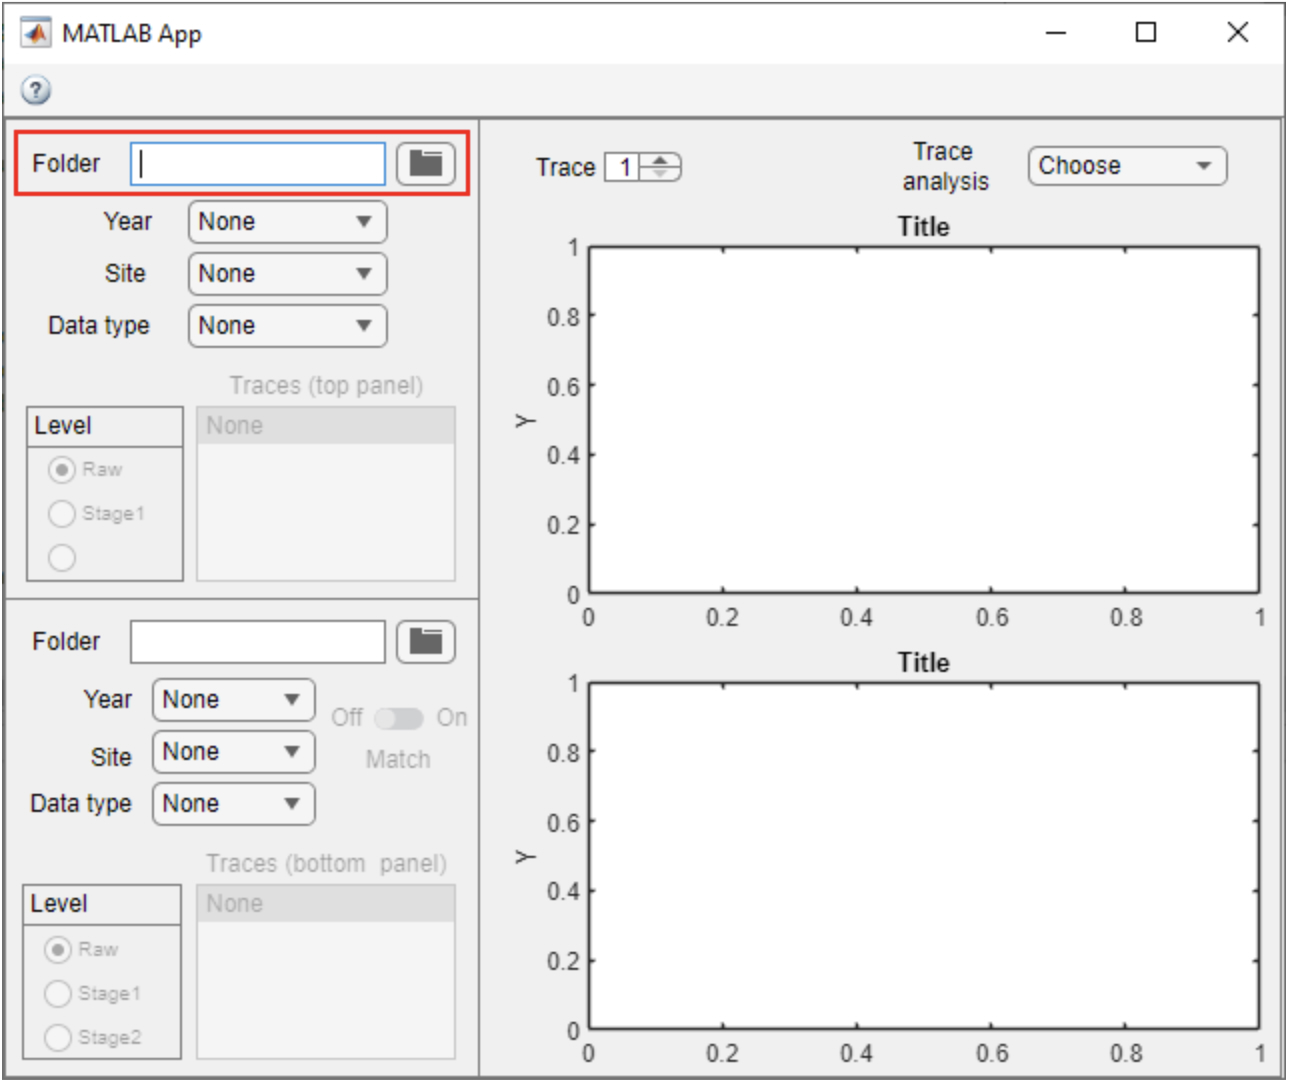 MATLAB App
?
Folder
Year None
Site None
Data type None
Traces (top panel)
Level
None
Raw
Stage1
Folder
Year None
Off On
Site None
Match
Data type None
Traces (bottom panel)
Level
None
Raw
Stage1
Stage2
Trace 1
Trace
analysis
Choose
Title
1
0.8
0.6
Y
0.4
0.2
0
0 0.2 0.4 0.6 0.8 1
Title
1
0.8
0.6
Y
0.4
0.2
0
0 0.2 0.4 0.6 0.8 1